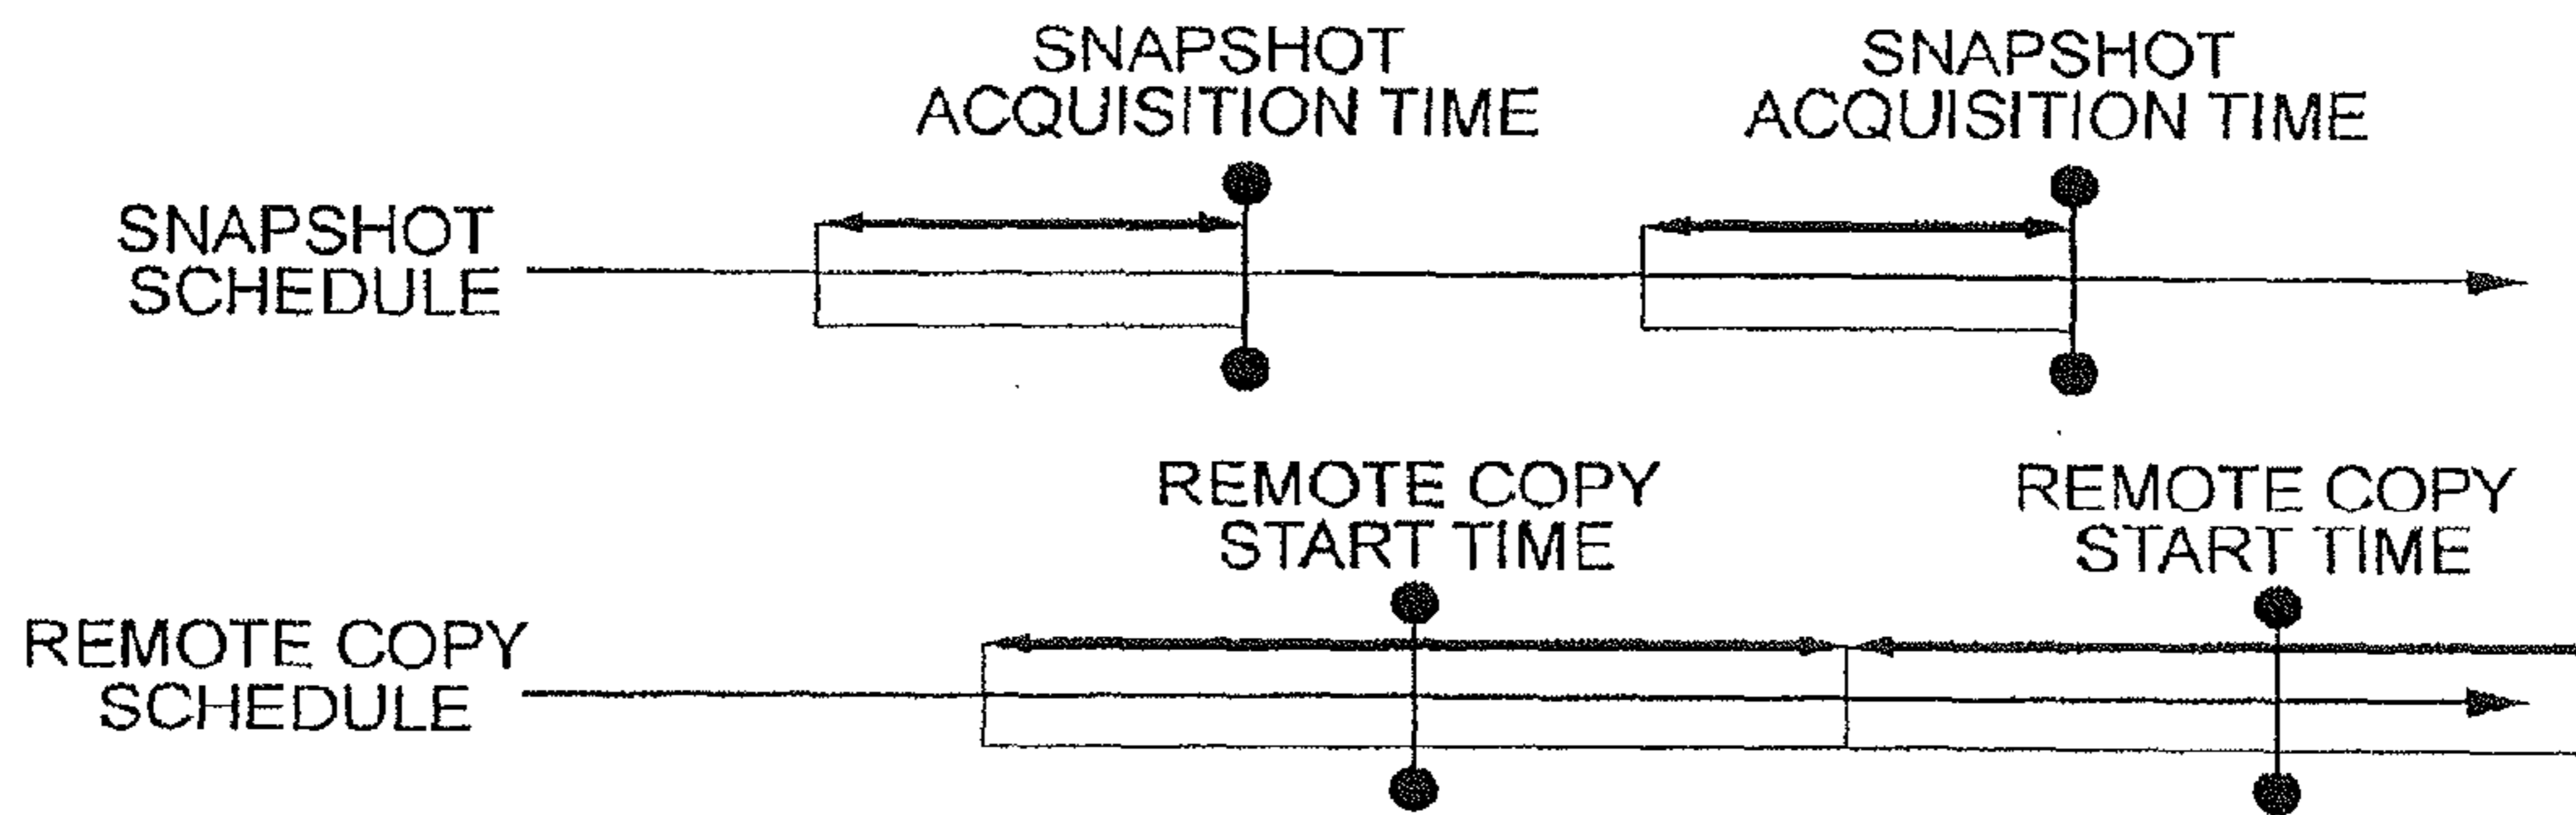 SNAPSHOT
ACQUISITION TIME
SNAPSHOT
ACQUISITION TIME
SNAPSHOT
SCHEDULE
REMOTE COPY
START TIME
REMOTE COPY
START TIME
REMOTE COPY
SCHEDULE